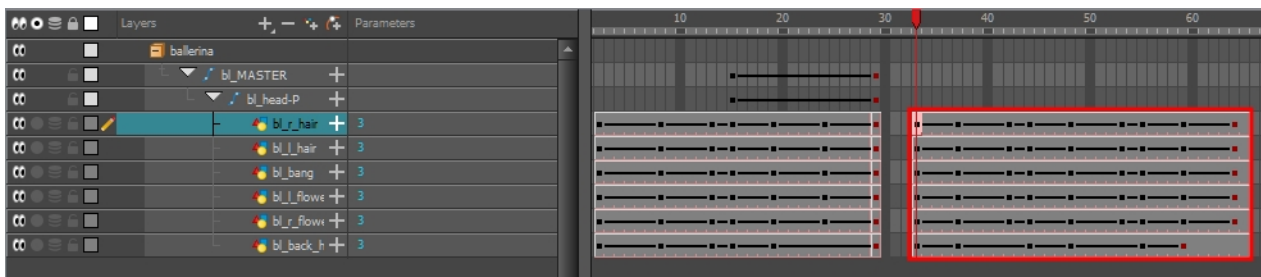 Layers Parameters 10 20 30 40 50 60
ballerina
bl_MASTER
bl_head-P
bl_r_hair 3
bl_l_hair 3
bl_bang 3
bl_l_flowe 3
bl_r_flowe 3
bl_back_h 3